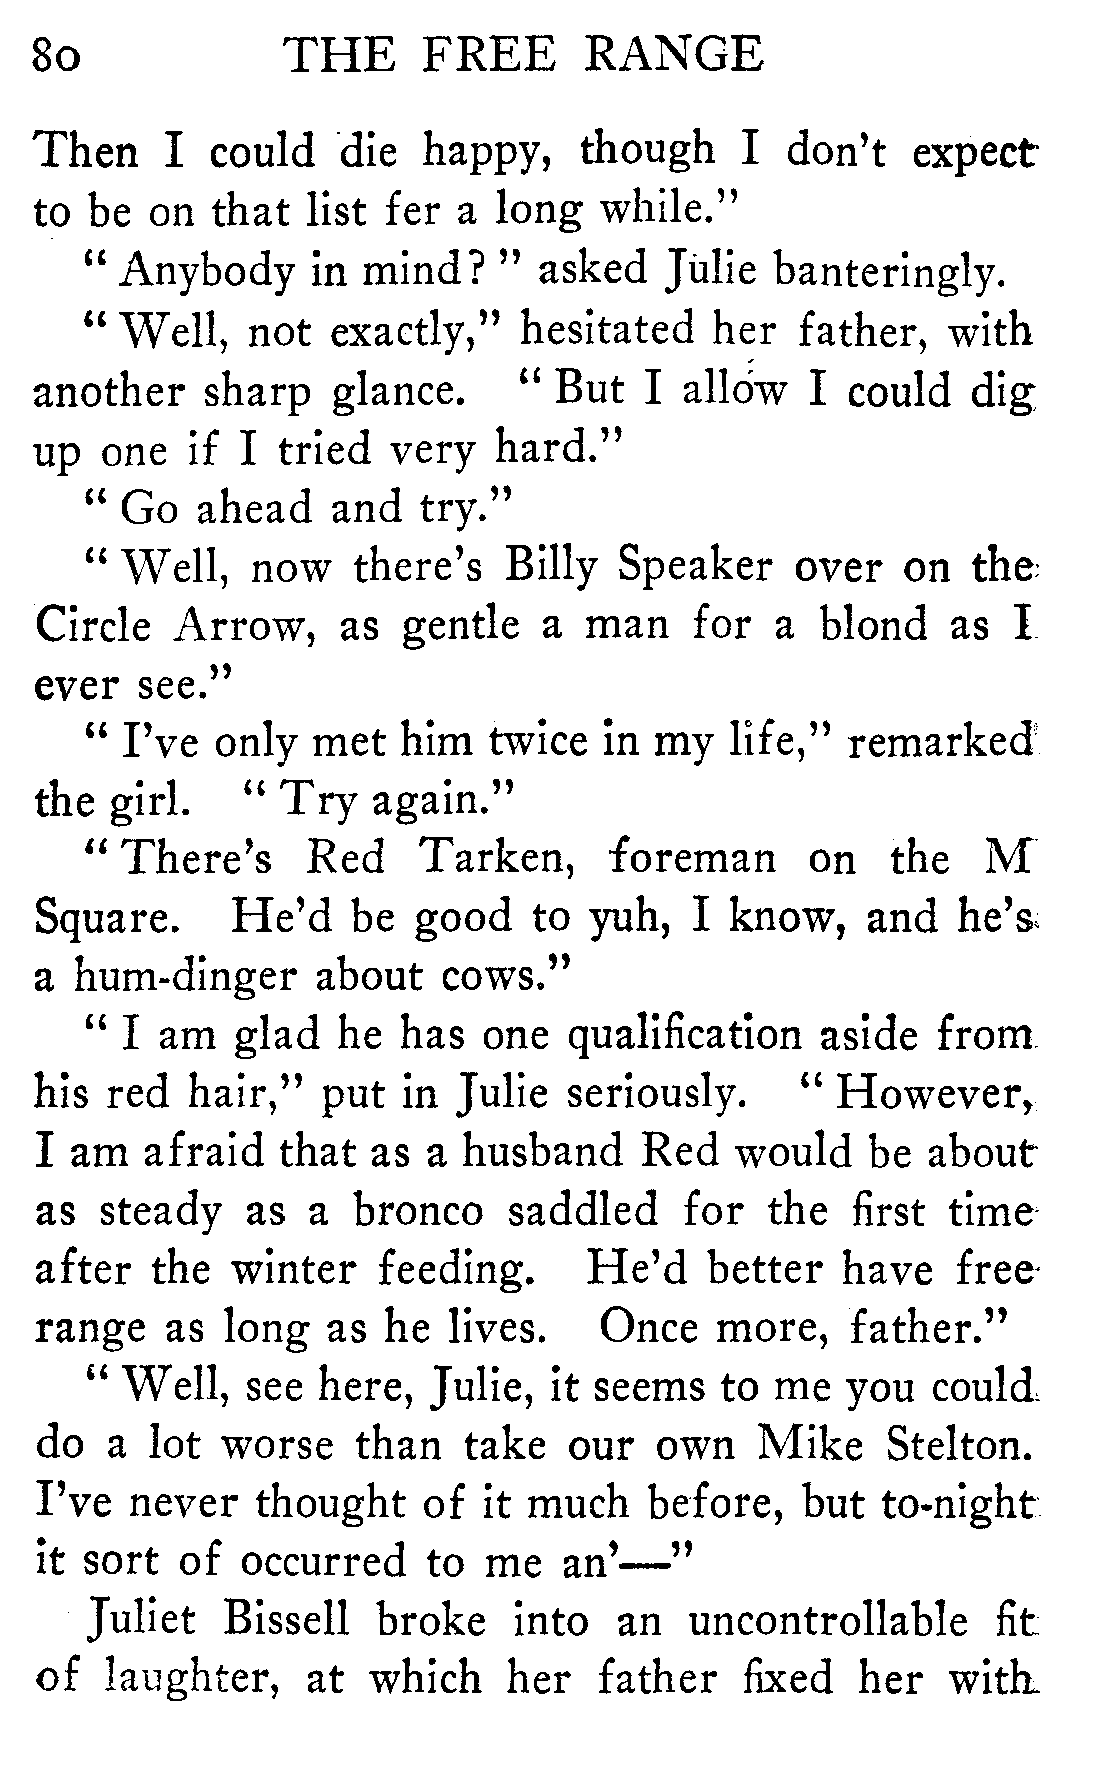 80 THE FREE RANGE
Then I could die happy, though I don't expect
to be on that list fer a long while."
"Anybody in mind?" asked Julie banteringly.
"Well, not exactly," hesitated her father, with
another sharp glance. "But I allow I could dig
up one if I tried very hard."
"Go ahead and try."
"Well, now there's Billy Speaker over on the
Circle Arrow, as gentle a man for a blond as I
ever see."
"I've only met him twice in my life," remarked
the girl. "Try again."
"There's Red Tarken, foreman on the M
Square. He'd be good to yuh, I know, and he's
a hum-dinger about cows."
"I am glad he has one qualification aside from
his red hair," put in Julie seriously. "However,
I am afraid that as a husband Red would be about
as steady as a bronco saddled for the first time
after the winter feeding. He'd better have free
range as long as he lives. Once more, father."
"Well, see here, Julie, it seems to me you could
do a lot worse than take our own Mike Stelton.
I've never thought of it much before, but to-night
it sort of occurred to me an'—"
Juliet Bissell broke into an uncontrollable fit
of laughter, at which her father fixed her with